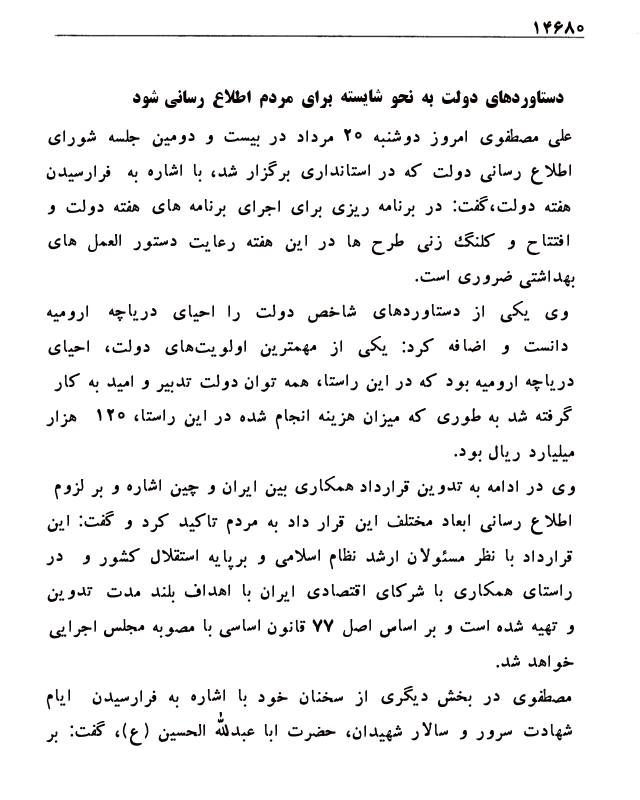 ۱۴۶۸۰
دستاوردهای دولت به نحو شایسته برای مردم اطلاع رسانی شود
علی مصطفوی امروز دوشنبه ۲۵ مرداد در بیست و دومین جلسه شورای
اطلاع رسانی دولت که در استانداری برگزار شد، با اشاره به فرارسیدن
هفته دولت،گفت: در برنامه ریزی برای اجرای برنامه های هفته دولت و
افتتاح و کلنگ زنی طرح ها در این هفته رعایت دستور العمل های
بهداشتی ضروری است.
وی یکی از دستاوردهای شاخص دولت را احیای دریاچه ارومیه
دانست و اضافه کرد: یکی از مهمترین اولویت‌های دولت، احیای
دریاچه ارومیه بود که در این راستا، همه توان دولت تدبیر و امید به کار
گرفته شد به طوری که میزان هزینه انجام شده در این راستا، ۱۲۰ هزار
میلیارد ریال بود.
وی در ادامه به تدوین قرارداد همکاری بین ایران و چین اشاره و بر لزوم
اطلاع رسانی ابعاد مختلف این قرار داد به مردم تاکید کرد و گفت: این
قرارداد با نظر مسئولان ارشد نظام اسلامی و برپایه استقلال کشور و در
راستای همکاری با شرکای اقتصادی ایران با اهداف بلند مدت تدوین
و تهیه شده است و بر اساس اصل ۷۷ قانون اساسی با مصوبه مجلس اجرایی
خواهد شد.
مصطفوی در بخش دیگری از سخنان خود با اشاره به فرارسیدن ایام
شهادت سرور و سالار شهیدان، حضرت ابا عبدلله الحسین (ع)، گفت: بر